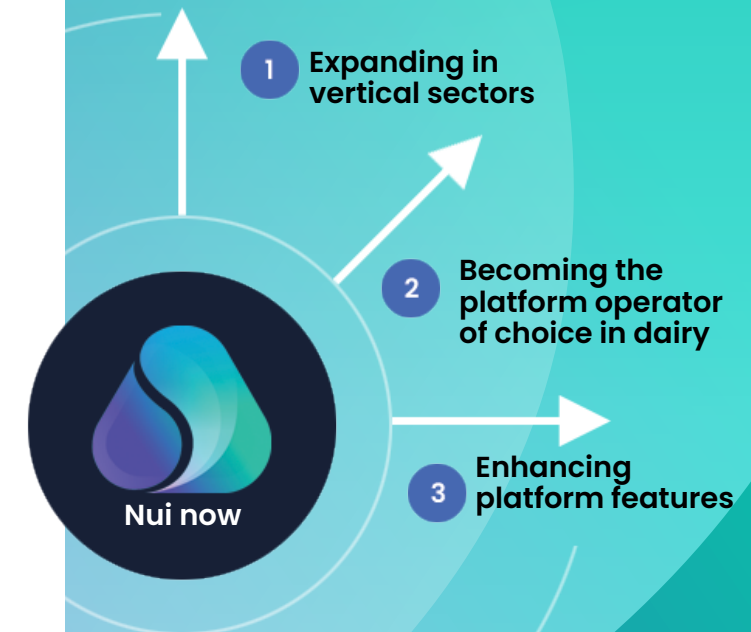 1
Expanding in
vertical sectors
2
Becoming the
platform operator
of choice in dairy
3
Enhancing
platform features
Nui now